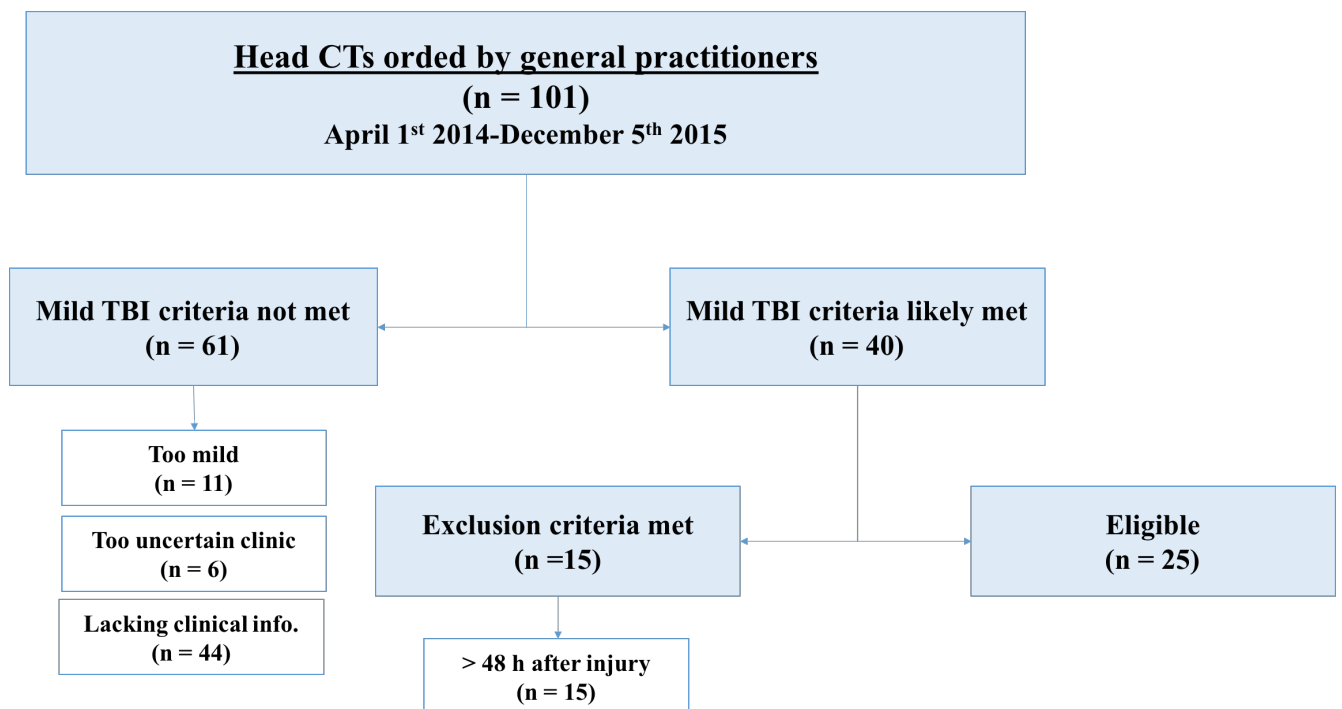 Head CTs orded by general practitioners
(n = 101)
April 1st 2014-December 5th 2015
Mild TBI criteria not met
(n = 61)
Mild TBI criteria likely met
(n = 40)
Too mild
(n = 11)
Too uncertain clinic
(n = 6)
Lacking clinical info.
(n = 44)
Exclusion criteria met
(n =15)
Eligible
(n = 25)
> 48 h after injury
(n = 15)